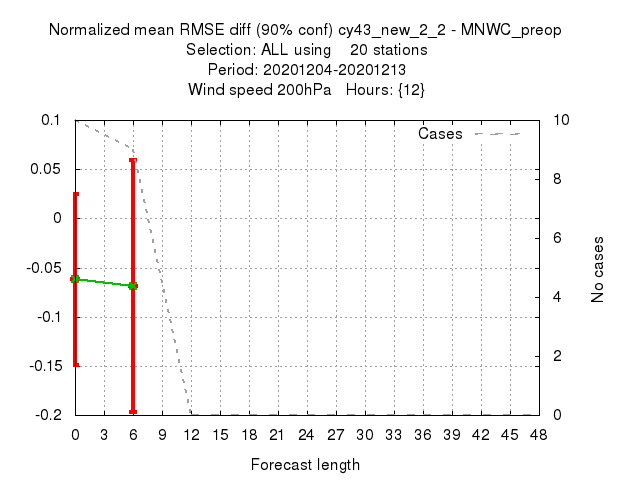 Normalized mean RMSE diff (90% conf) cy43_new_2_2 - MNWC_preop
Selection: ALL using 20 stations
Period: 20201204-20201213
Wind speed 200hPa Hours: {12}
Cases
0.1
0.05
0
-0.05
-0.1
-0.15
-0.2
10
8
6
4
2
0
No cases
0 3 6 9 12 15 18 21 24 27 30 33 36 39 42 45 48
Forecast length